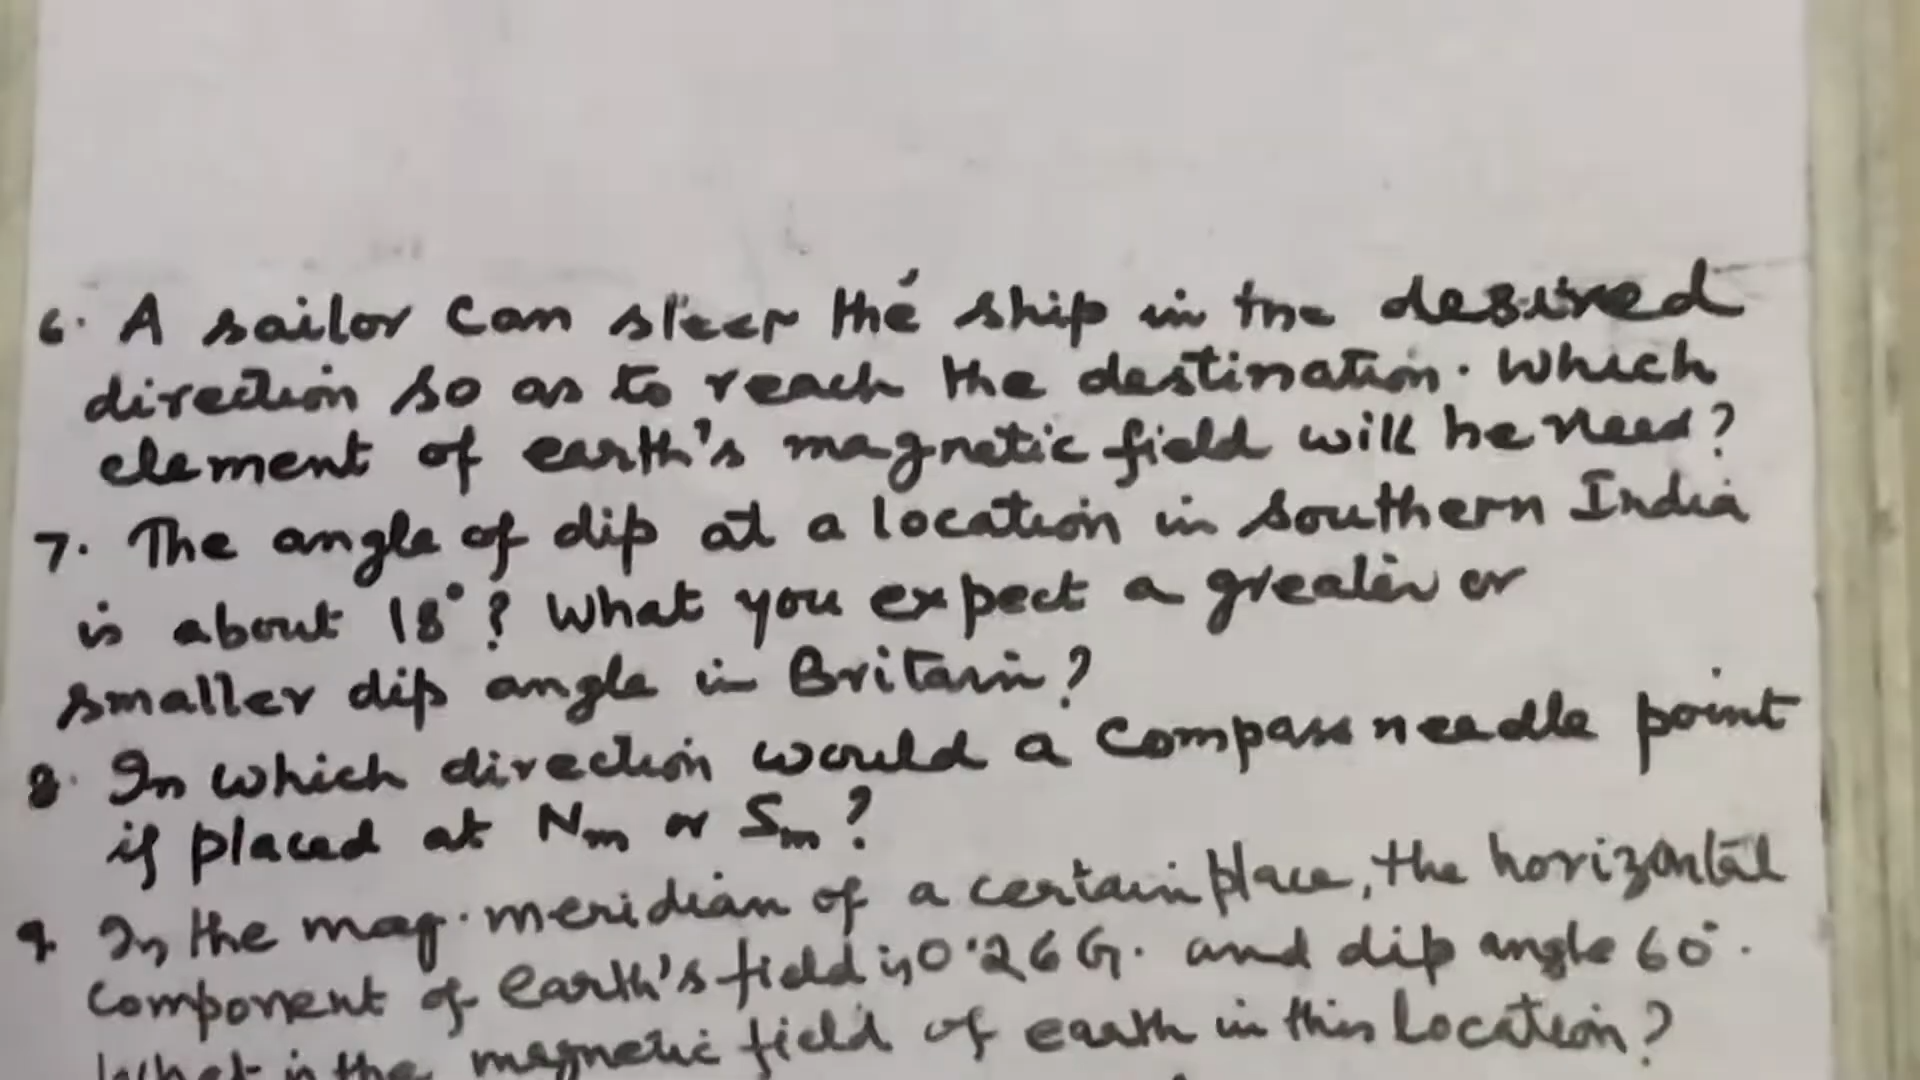 6. A sailor can steer the ship in the desired
direction so as to reach the destination. Which
element of earth's magnetic field will he need?
7. The angle of dip at a location in southern India
is about 18°? What you expect a greater or
smaller dip angle in Britain?
8. In which direction would a compass needle point
if placed at Nm or Sm?
9. In the mag. meridian of a certain place, the horizontal
component of earth's field is 0.26 G. and dip angle 60°.
What is the magnetic field of earth in this location?